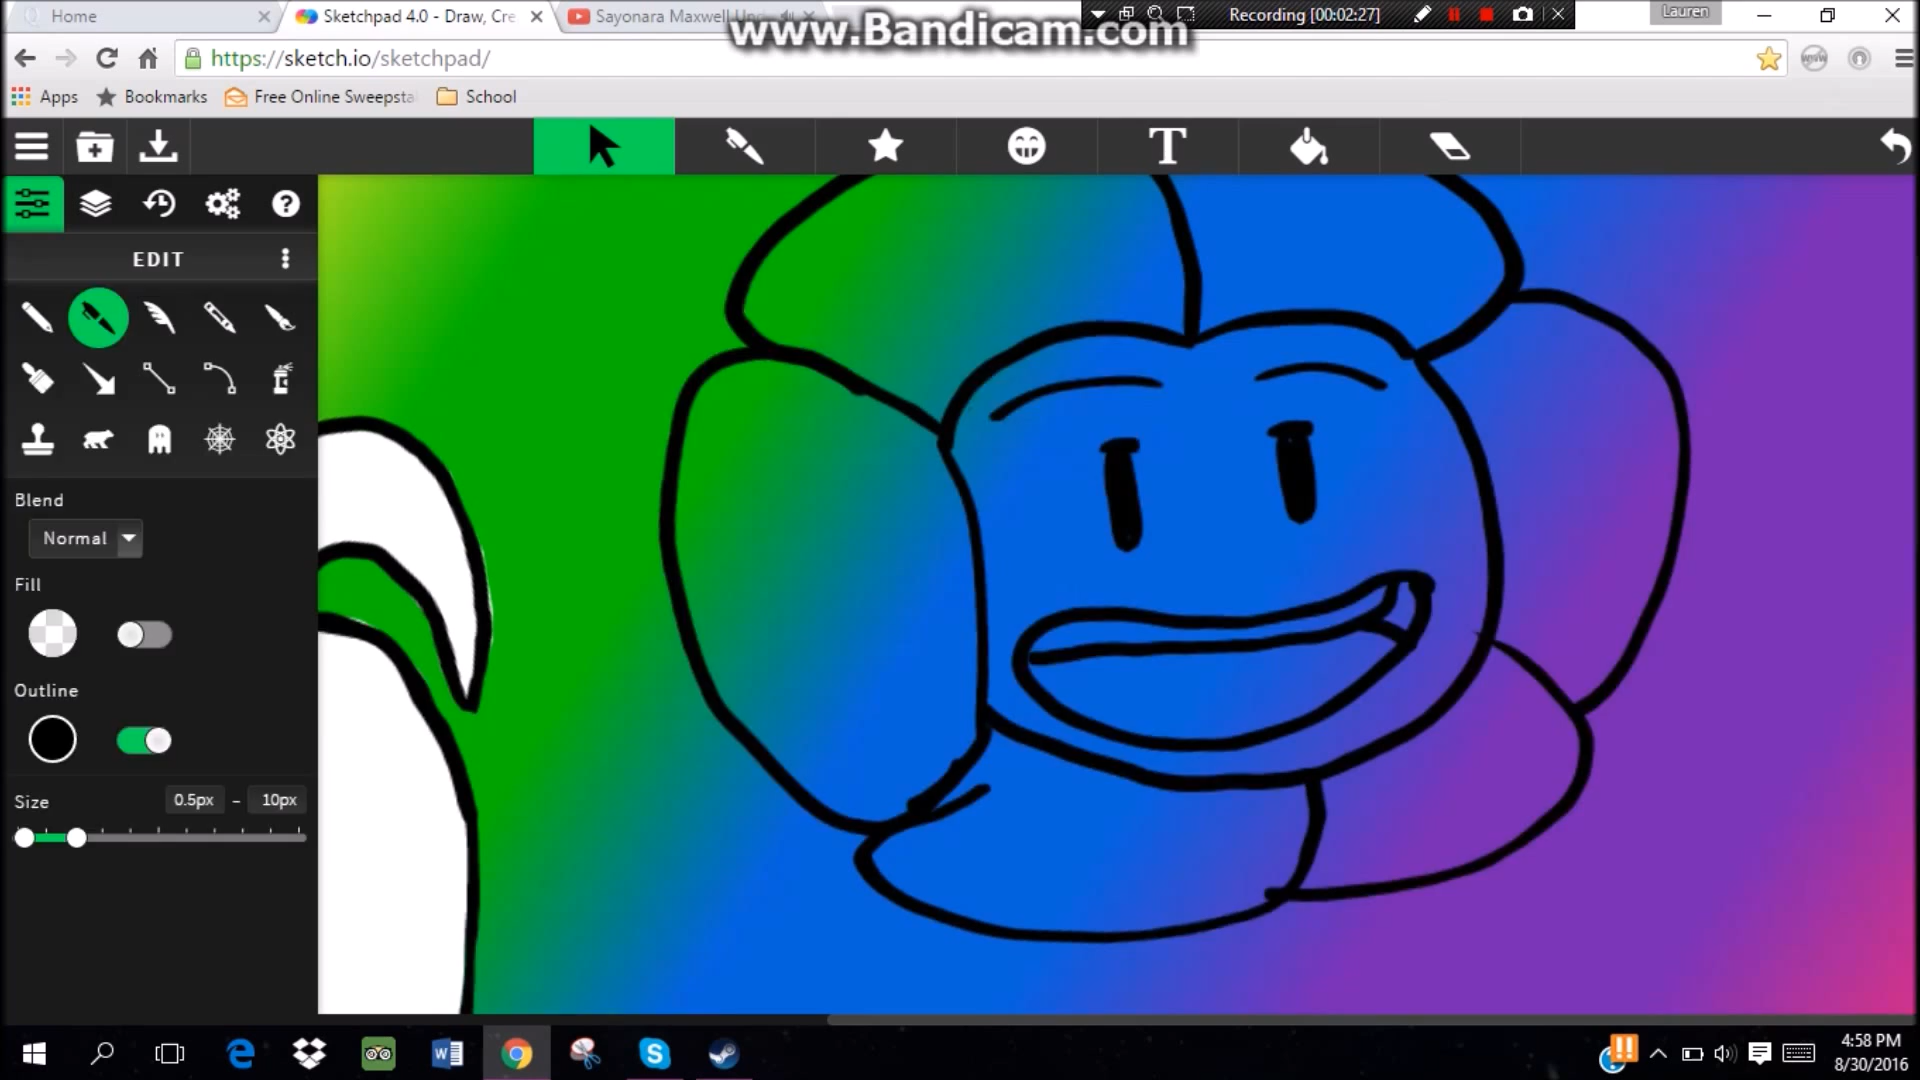 Home
Sketchpad 4.0 - Draw, Cre
Sayonara Maxwell Und
Recording [00:02:27]
Lauren
www.Bandicam.com
https://sketch.io/sketchpad/
Apps
Bookmarks
Free Online Sweepsta
School
T
EDIT
Blend
Normal
Fill
Outline
Size
0.5px - 10px
4:58 PM
8/30/2016